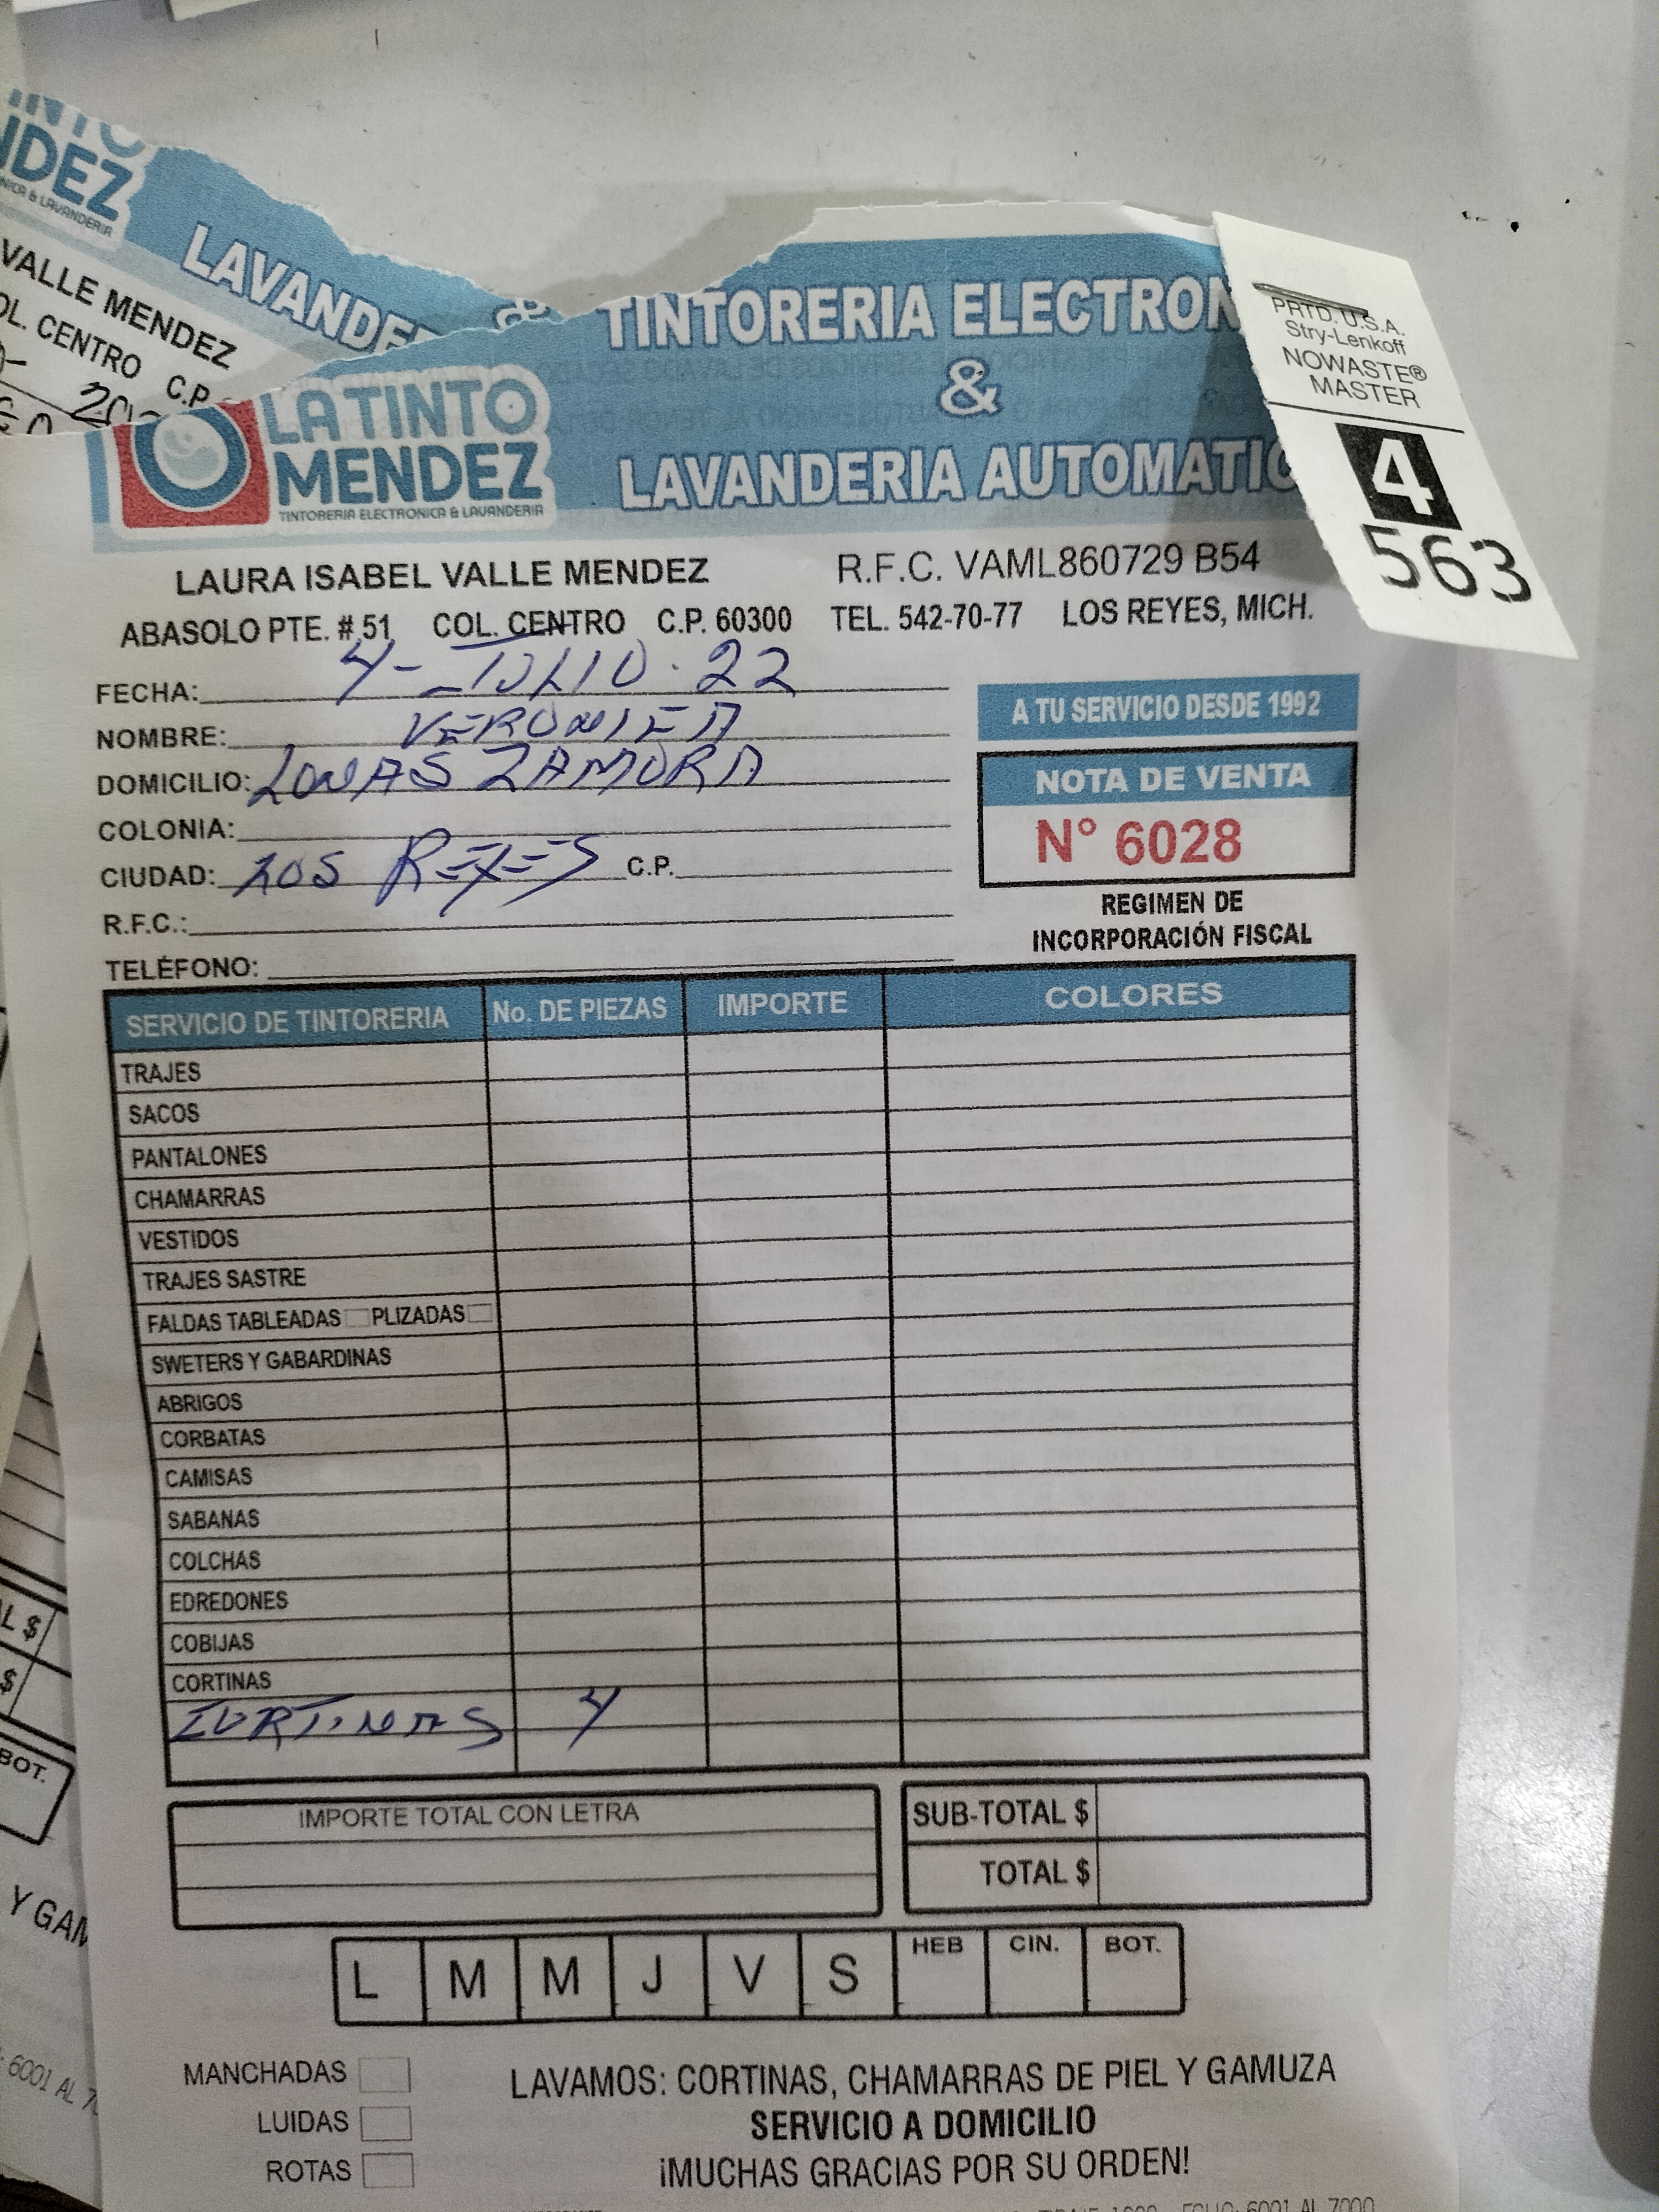 NDEZ
NICA & LAVANDERIA
LAVANDE
VALLE MENDEZ
OL. CENTRO C.P.
&
TINTORERIA ELECTRON
&
LAVANDERIA AUTOMATIC
LA TINTO
MENDEZ
TINTORERIA ELECTRONICA & LAVANDERIA
PRTD. U.S.A.
Stry-Lenkoff
NOWASTE®
MASTER
4
563
LAURA ISABEL VALLE MENDEZ R.F.C. VAML860729 B54
ABASOLO PTE. # 51 COL. CENTRO C.P. 60300 TEL. 542-70-77 LOS REYES, MICH.
FECHA: 4-JULIO.22
NOMBRE: VERONICA
DOMICILIO: LONAS ZAMORA
COLONIA:
CIUDAD: LOS REYES C.P.
R.F.C.:
TELÉFONO:
A TU SERVICIO DESDE 1992
NOTA DE VENTA
N° 6028
REGIMEN DE
INCORPORACIÓN FISCAL
SERVICIO DE TINTORERIA No. DE PIEZAS IMPORTE COLORES
TRAJES
SACOS
PANTALONES
CHAMARRAS
VESTIDOS
TRAJES SASTRE
FALDAS TABLEADAS PLIZADAS
SWETERS Y GABARDINAS
ABRIGOS
CORBATAS
CAMISAS
SABANAS
COLCHAS
EDREDONES
COBIJAS
CORTINAS
CORTINAS 4
IMPORTE TOTAL CON LETRA
SUB-TOTAL $
TOTAL $
L M M J V S HEB CIN. BOT.
MANCHADAS
LUIDAS
ROTAS
LAVAMOS: CORTINAS, CHAMARRAS DE PIEL Y GAMUZA
SERVICIO A DOMICILIO
¡MUCHAS GRACIAS POR SU ORDEN!
L $
$
BOT.
Y GAM
6001 AL 7
FOLIO: 6001 AL 7000